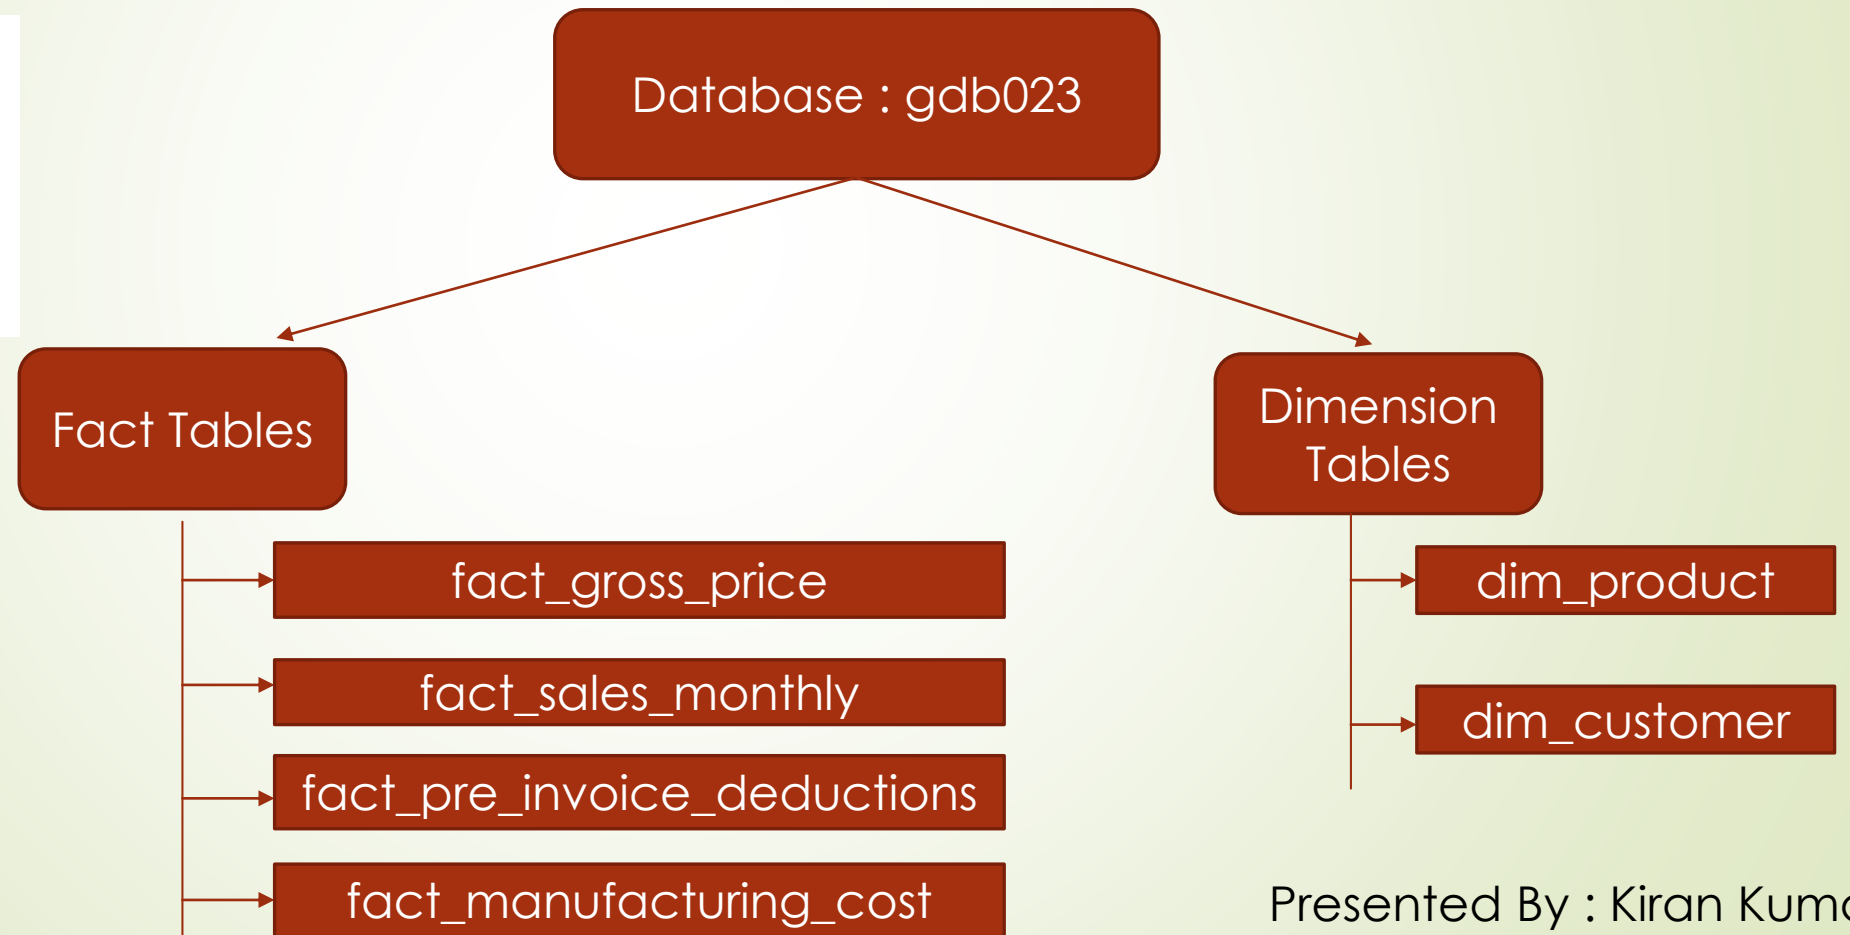 Database : gdb023
Fact Tables
Dimension
Tables
fact_gross_price
fact_sales_monthly
fact_pre_invoice_deductions
fact_manufacturing_cost
dim_product
dim_customer
Presented By : Kiran